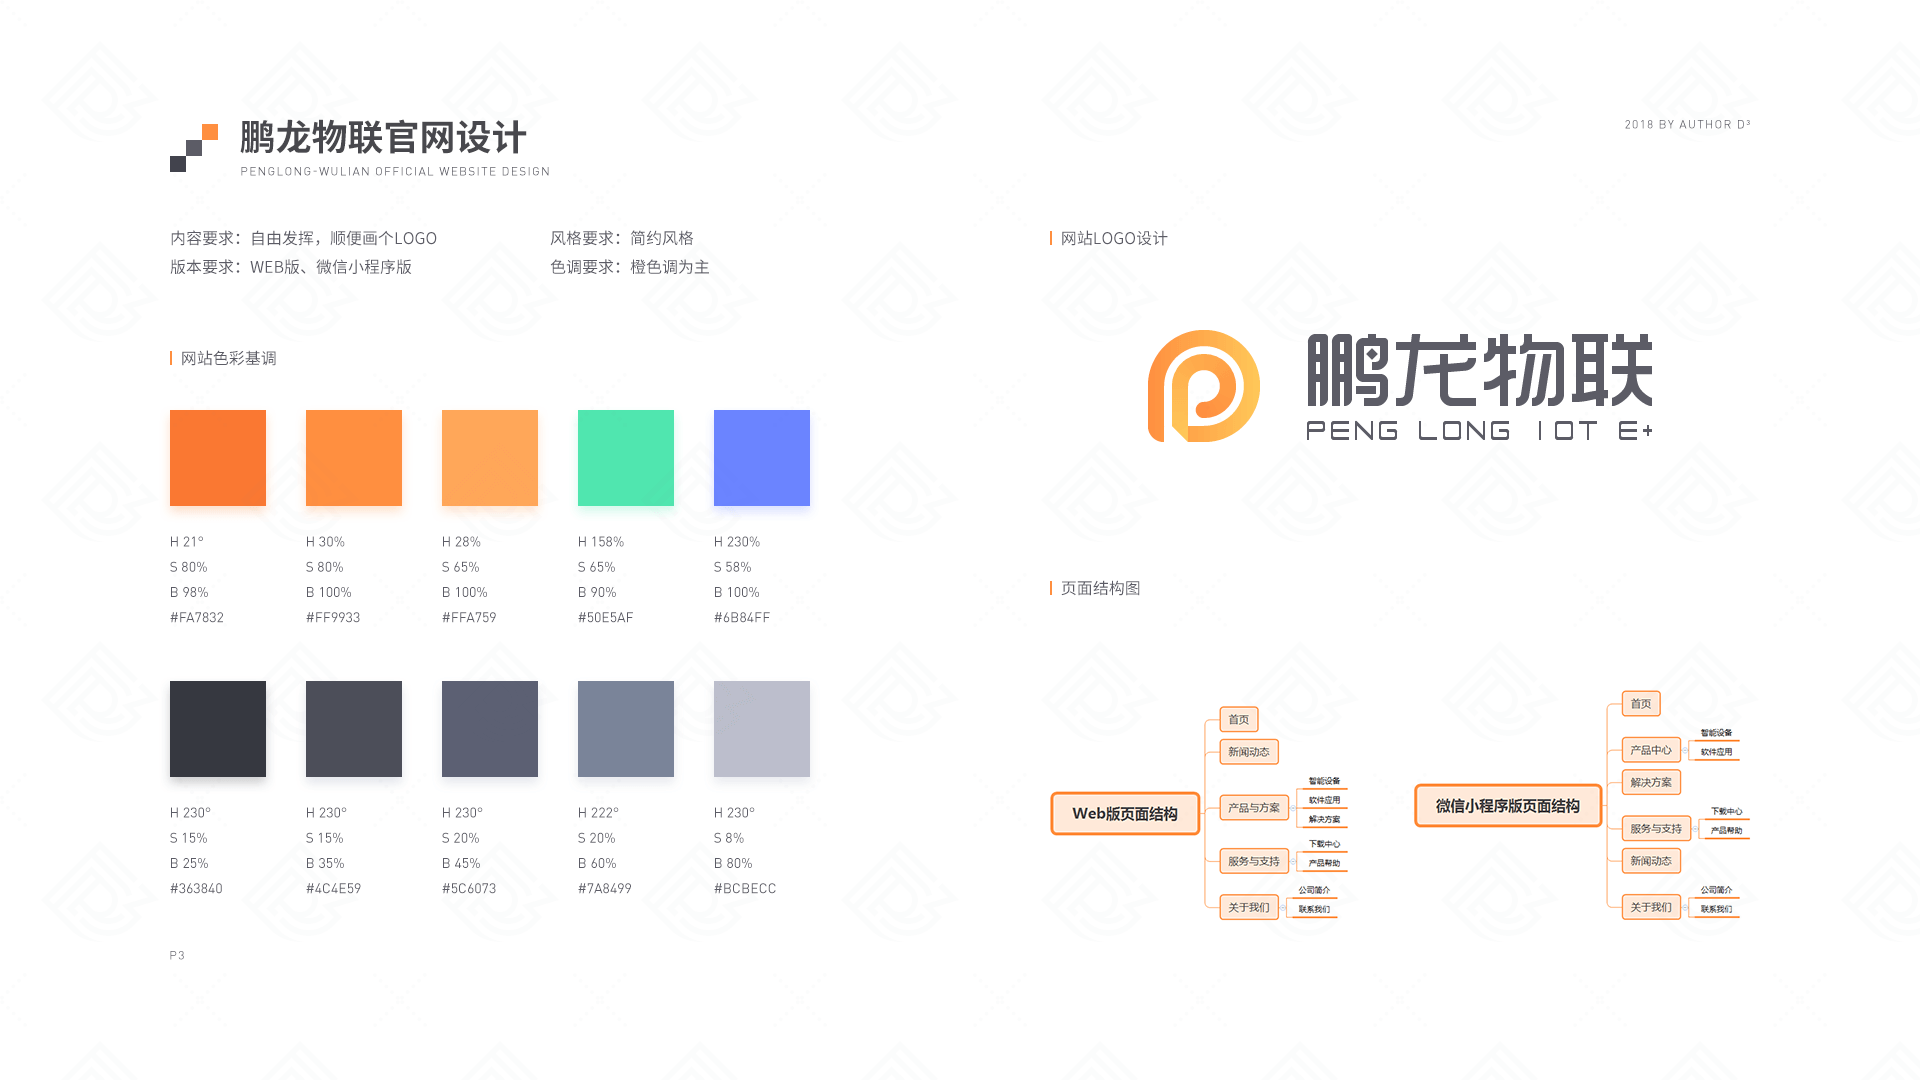 鹏龙物联官网设计
PENGLONG-WULIAN OFFICIAL WEBSITE DESIGN
2018 BY AUTHOR D³
内容要求：自由发挥，顺便画个LOGO
风格要求：简约风格
版本要求：WEB版、微信小程序版
色调要求：橙色调为主
网站色彩基调
H 21°
S 80%
B 98%
#FA7832
H 30%
S 80%
B 100%
#FF9933
H 28%
S 65%
B 100%
#FFA759
H 158%
S 65%
B 90%
#50E5AF
H 230%
S 58%
B 100%
#6B84FF
H 230°
S 15%
B 25%
#363840
H 230°
S 15%
B 35%
#4C4E59
H 230°
S 20%
B 45%
#5C6073
H 222°
S 20%
B 60%
#7A8499
H 230°
S 8%
B 80%
#BCBECC
P3
网站LOGO设计
鹏龙物联
PENG LONG IOT E+
页面结构图
Web版页面结构
首页
新闻动态
产品与方案
智能设备
软件应用
解决方案
服务与支持
下载中心
产品帮助
关于我们
公司简介
联系我们
微信小程序版页面结构
首页
产品中心
智能设备
软件应用
解决方案
服务与支持
下载中心
产品帮助
新闻动态
关于我们
公司简介
联系我们